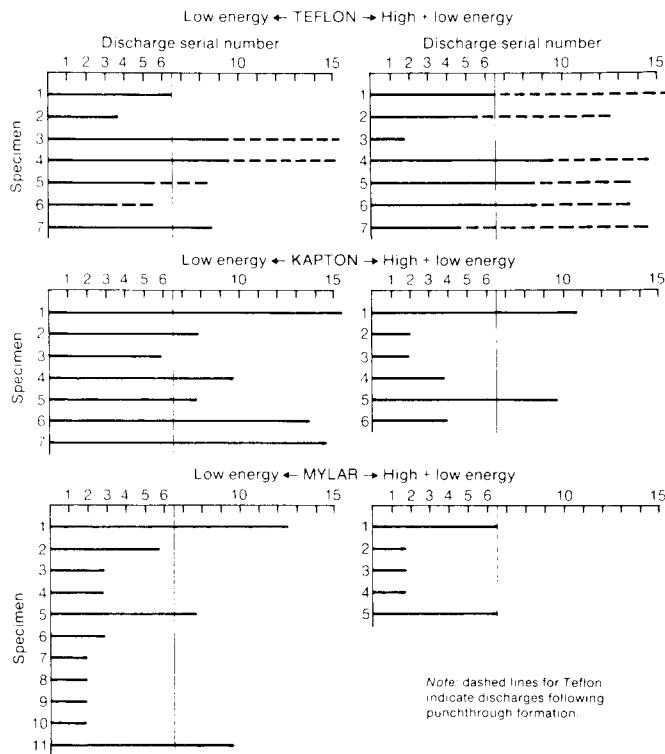 Low energy ← TEFLON → High + low energy
Discharge serial number Discharge serial number
1 2 3 4 5 6 10 15 1 2 3 4 5 6 10 15
Specimen
1 1
2 2
3 3
4 4
5 5
6 6
7 7
Low energy ← KAPTON → High + low energy
1 2 3 4 5 6 10 15 1 2 3 4 5 6 10 15
Specimen
1 1
2 2
3 3
4 4
5 5
6 6
7
Low energy ← MYLAR → High + low energy
1 2 3 4 5 6 10 15 1 2 3 4 5 6 10 15
Specimen
1 1
2 2
3 3
4 4
5 5
6
7
8
9
10
11
Note: dashed lines for Teflon
indicate discharges following
punchthrough formation.